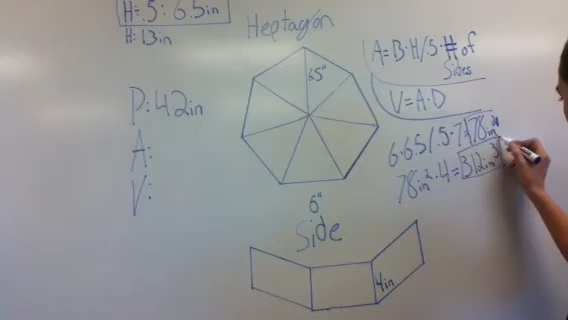 H=.5: 6.5in
H: 13in
Heptagon
6.5"
A=B·H/.5·# of
Sides
V=A·D
P: 42in
A:
V:
6·6.5/.5·7=78in²
78in²·4=312in³
6"
Side
4in